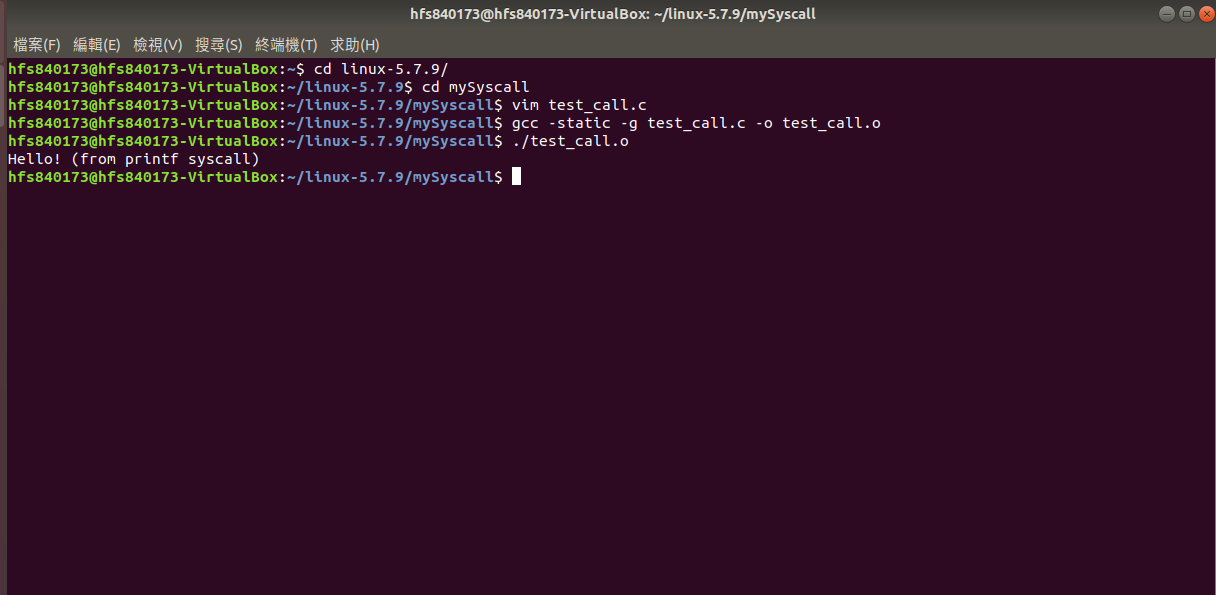 hfs840173@hfs840173-VirtualBox: ~/linux-5.7.9/mySyscall
檔案(F) 編輯(E) 檢視(V) 搜尋(S) 終端機(T) 求助(H)
hfs840173@hfs840173-VirtualBox:~$ cd linux-5.7.9/
hfs840173@hfs840173-VirtualBox:~/linux-5.7.9$ cd mySyscall
hfs840173@hfs840173-VirtualBox:~/linux-5.7.9/mySyscall$ vim test_call.c
hfs840173@hfs840173-VirtualBox:~/linux-5.7.9/mySyscall$ gcc -static -g test_call.c -o test_call.o
hfs840173@hfs840173-VirtualBox:~/linux-5.7.9/mySyscall$ ./test_call.o
Hello! (from printf syscall)
hfs840173@hfs840173-VirtualBox:~/linux-5.7.9/mySyscall$